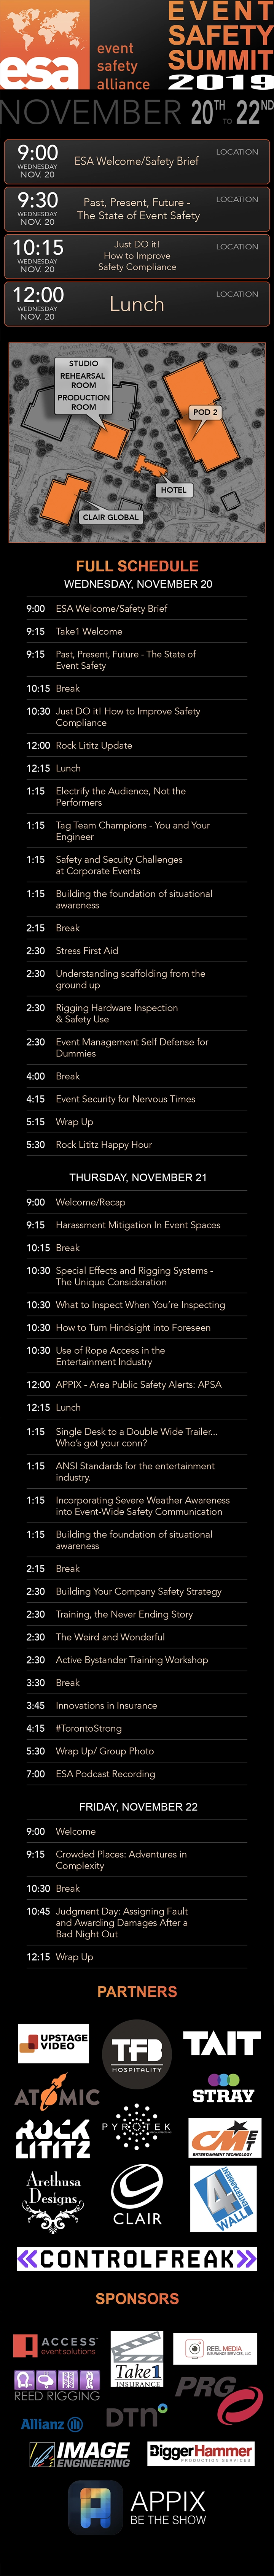 esa
event
safety
alliance
EVENT
SAFETY
SUMMIT
2019
NOVEMBER 20TH TO 22ND
9:00
WEDNESDAY
NOV. 20
ESA Welcome/Safety Brief
LOCATION
9:30
WEDNESDAY
NOV. 20
Past, Present, Future -
The State of Event Safety
LOCATION
10:15
WEDNESDAY
NOV. 20
Just DO it!
How to Improve
Safety Compliance
LOCATION
12:00
WEDNESDAY
NOV. 20
Lunch
LOCATION
STUDIO
REHEARSAL
ROOM
PRODUCTION
ROOM
POD 2
HOTEL
CLAIR GLOBAL
FULL SCHEDULE
WEDNESDAY, NOVEMBER 20
9:00 ESA Welcome/Safety Brief
9:15 Take1 Welcome
9:15 Past, Present, Future - The State of
Event Safety
10:15 Break
10:30 Just DO it! How to Improve Safety
Compliance
12:00 Rock Lititz Update
12:15 Lunch
1:15 Electrify the Audience, Not the
Performers
1:15 Tag Team Champions - You and Your
Engineer
1:15 Safety and Secuity Challenges
at Corporate Events
1:15 Building the foundation of situational
awareness
2:15 Break
2:30 Stress First Aid
2:30 Understanding scaffolding from the
ground up
2:30 Rigging Hardware Inspection
& Safety Use
2:30 Event Management Self Defense for
Dummies
4:00 Break
4:15 Event Security for Nervous Times
5:15 Wrap Up
5:30 Rock Lititz Happy Hour
THURSDAY, NOVEMBER 21
9:00 Welcome/Recap
9:15 Harassment Mitigation In Event Spaces
10:15 Break
10:30 Special Effects and Rigging Systems -
The Unique Consideration
10:30 What to Inspect When You're Inspecting
10:30 How to Turn Hindsight into Foreseen
10:30 Use of Rope Access in the
Entertainment Industry
12:00 APPIX - Area Public Safety Alerts: APSA
12:15 Lunch
1:15 Single Desk to a Double Wide Trailer...
Who's got your conn?
1:15 ANSI Standards for the entertainment
industry.
1:15 Incorporating Severe Weather Awareness
into Event-Wide Safety Communication
1:15 Building the foundation of situational
awareness
2:15 Break
2:30 Building Your Company Safety Strategy
2:30 Training, the Never Ending Story
2:30 The Weird and Wonderful
2:30 Active Bystander Training Workshop
3:30 Break
3:45 Innovations in Insurance
4:15 #TorontoStrong
5:30 Wrap Up/ Group Photo
7:00 ESA Podcast Recording
FRIDAY, NOVEMBER 22
9:00 Welcome
9:15 Crowded Places: Adventures in
Complexity
10:30 Break
10:45 Judgment Day: Assigning Fault
and Awarding Damages After a
Bad Night Out
12:15 Wrap Up
PARTNERS
UPSTAGE
VIDEO
TFB
HOSPITALITY
TAIT
ATOMIC
STRAY
ROCK
LITITZ
PYROTEK
CME ET
ENTERTAINMENT TECHNOLOGY
Arethusa
Designs
CLAIR
4 WALL
ENTERTAINMENT
CONTROLFREAK
SPONSORS
ACCESS
event solutions
Take1
INSURANCE
REEL MEDIA
INSURANCE SERVICES, LLC
REED RIGGING
PRG
Allianz
DTN
IMAGE
ENGINEERING
DiggerHammer
PRODUCTION SERVICES
APPIX
BE THE SHOW